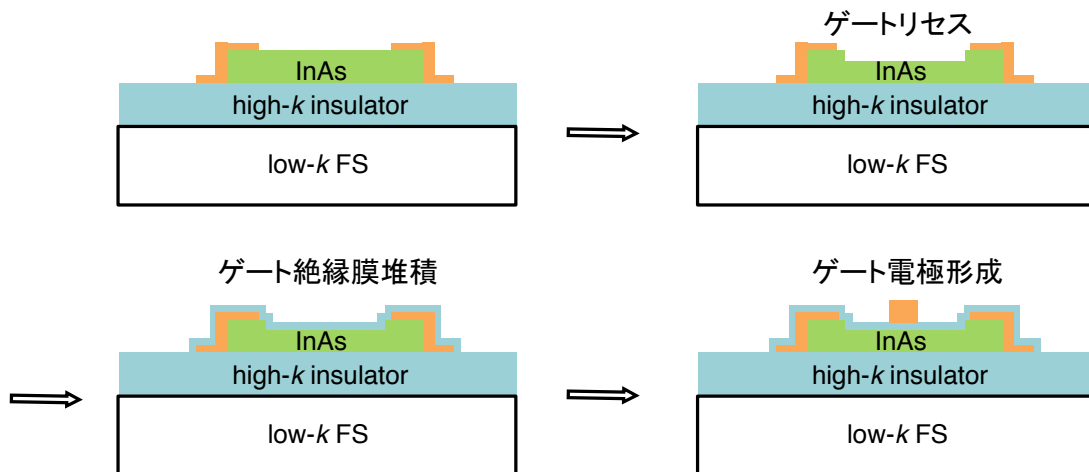 ゲートリセス
InAs
high-k insulator
low-k FS
InAs
high-k insulator
low-k FS
ゲート絶縁膜堆積
InAs
high-k insulator
low-k FS
ゲート電極形成
InAs
high-k insulator
low-k FS